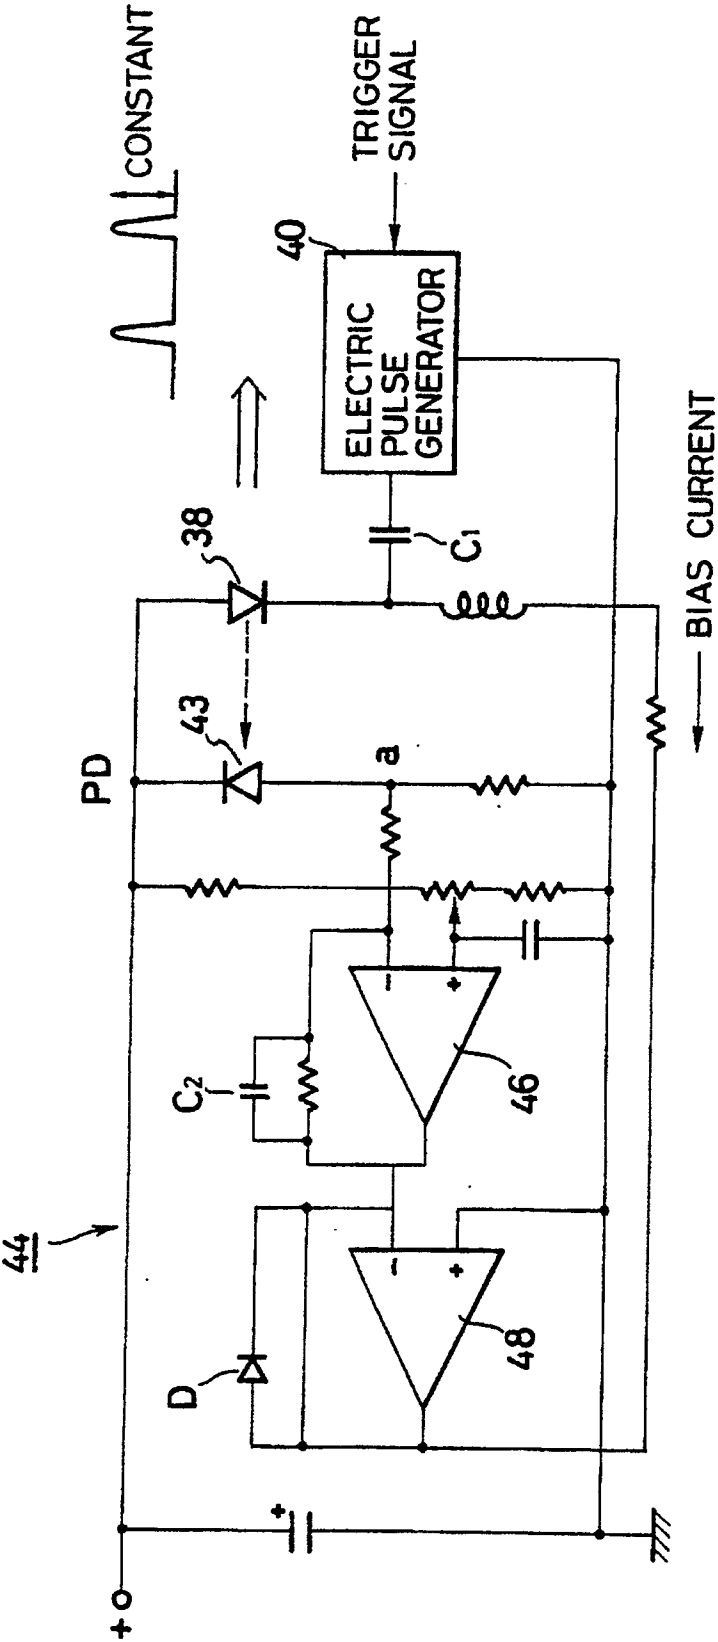 CONSTANT
TRIGGER
SIGNAL
40
ELECTRIC
PULSE
GENERATOR
38
C1
BIAS CURRENT
PD
43
a
C2
−
+
46
44
−
+
48
D
+
+